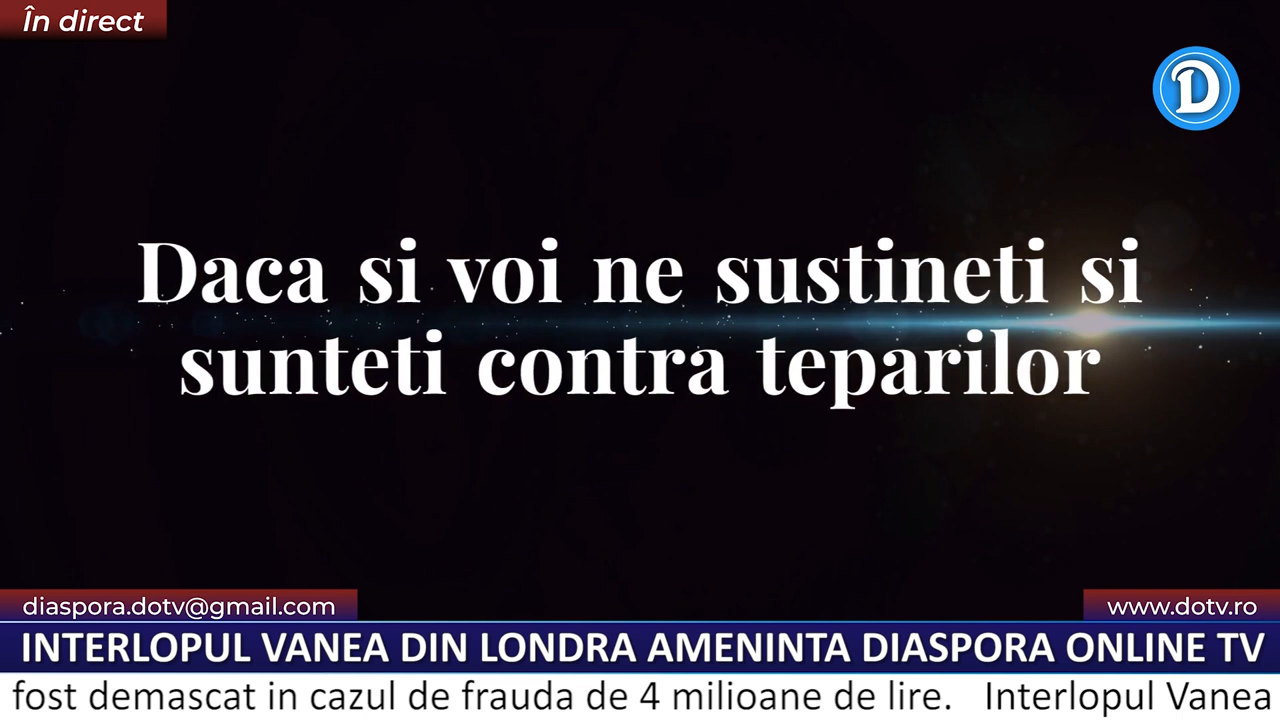 În direct
D
Daca si voi ne sustineti si
sunteti contra teparilor
diaspora.dotv@gmail.com
www.dotv.ro
INTERLOPUL VANEA DIN LONDRA AMENINTA DIASPORA ONLINE TV
fost demascat in cazul de frauda de 4 milioane de lire. Interlopul Vanea